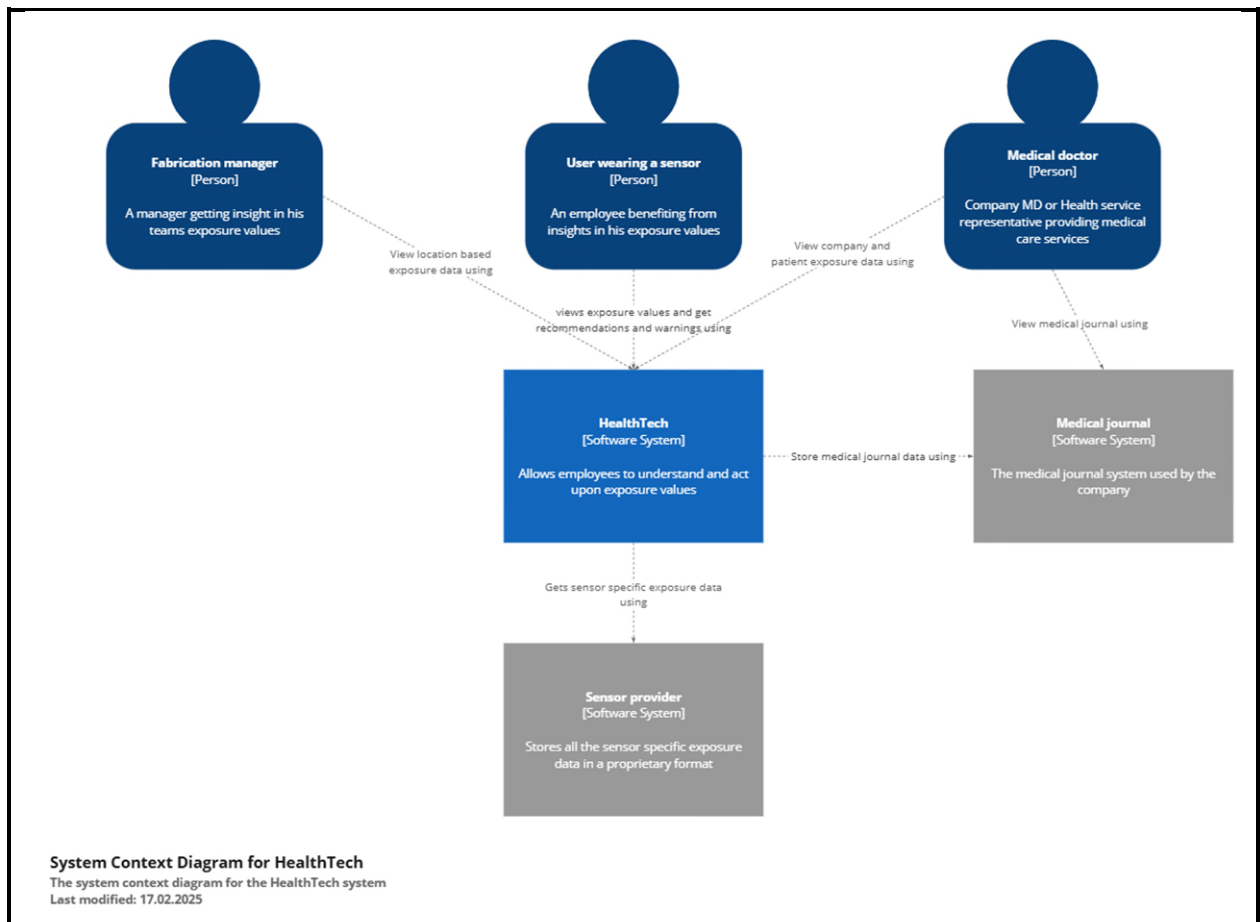 Fabrication manager
[Person]
A manager getting insight in his
teams exposure values
User wearing a sensor
[Person]
An employee benefiting from
insights in his exposure values
Medical doctor
[Person]
Company MD or Health service
representative providing medical
care services
View location based
exposure data using
views exposure values and get
recommendations and warnings using
View company and
patient exposure data using
View medical journal using
HealthTech
[Software System]
Allows employees to understand and act
upon exposure values
Store medical journal data using
Medical journal
[Software System]
The medical journal system used by the
company
Gets sensor specific exposure data
using
Sensor provider
[Software System]
Stores all the sensor specific exposure
data in a proprietary format
System Context Diagram for HealthTech
The system context diagram for the HealthTech system
Last modified: 17.02.2025